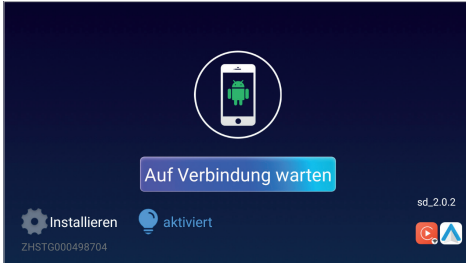 Auf Verbindung warten
sd_2.0.2
Installieren
aktiviert
ZHSTG000498704